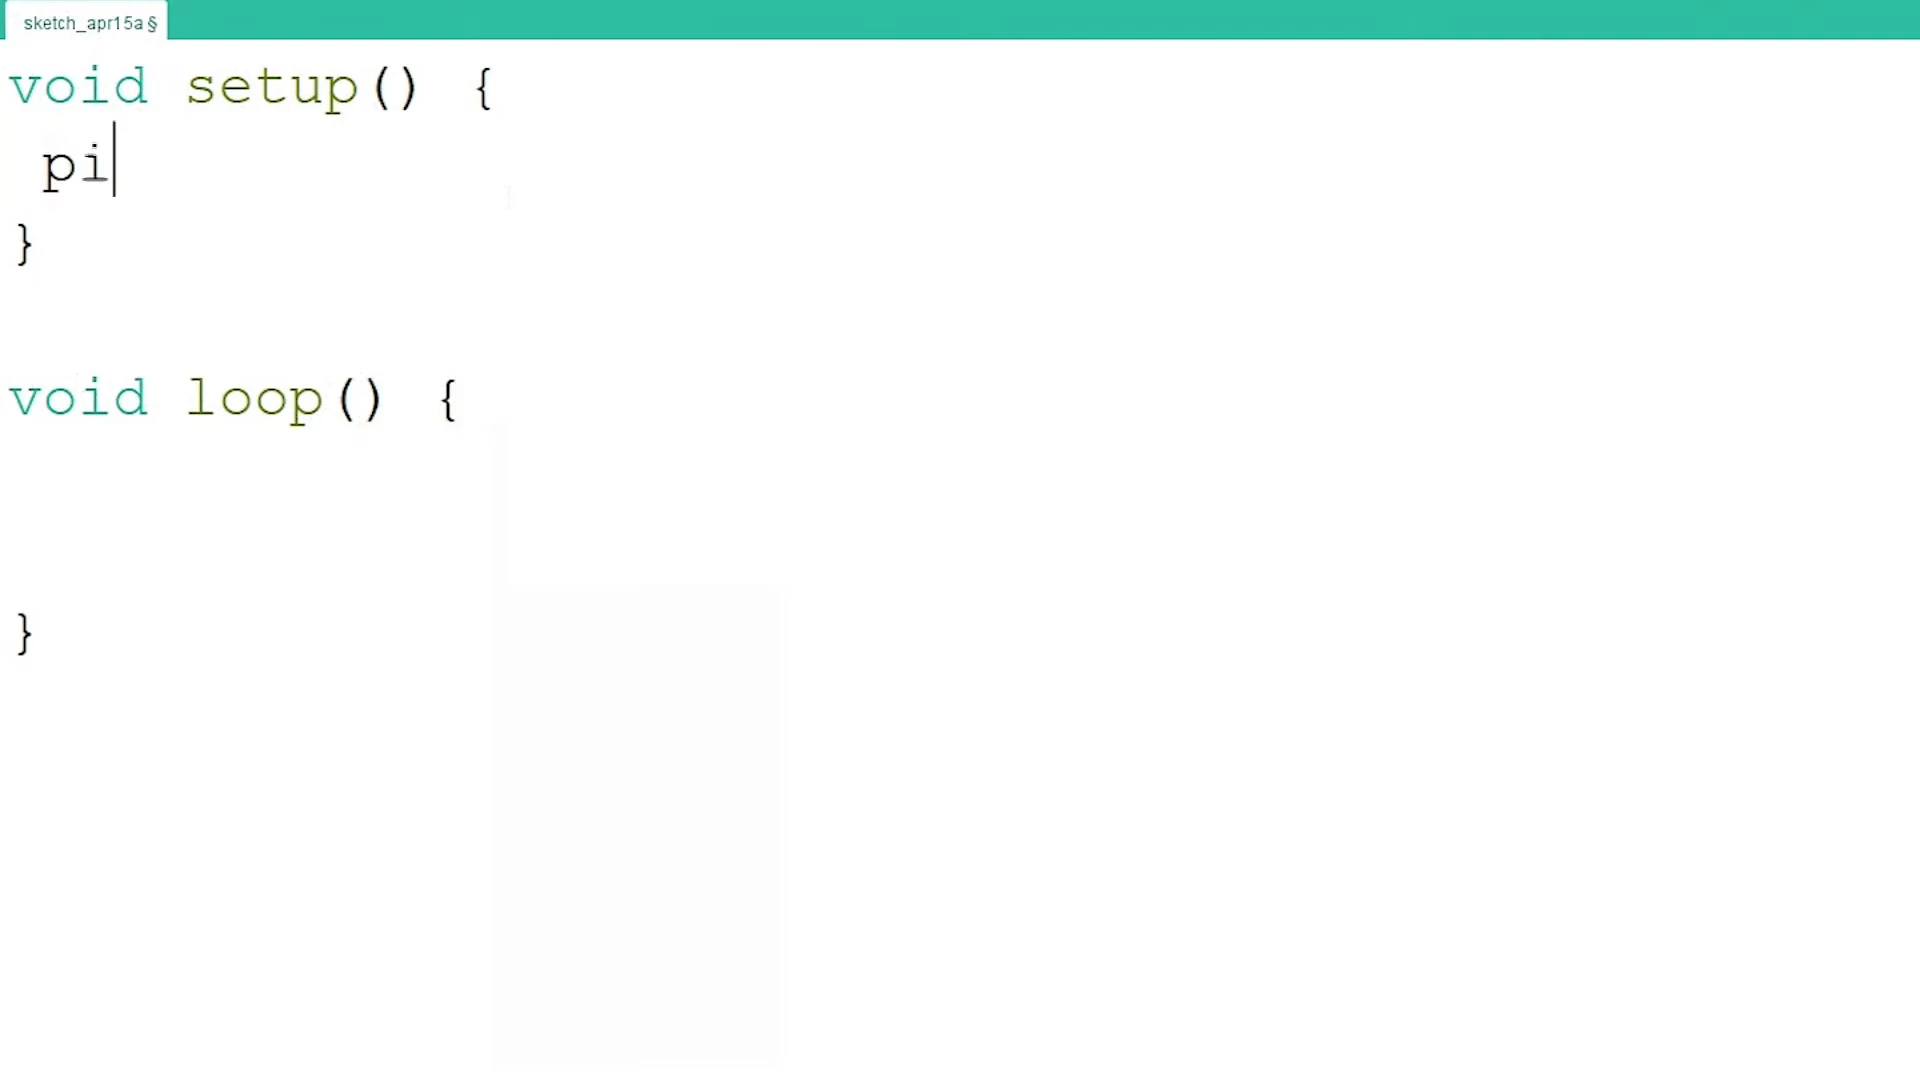 sketch_apr15a §
void setup() {
 pi
}
void loop() {
}